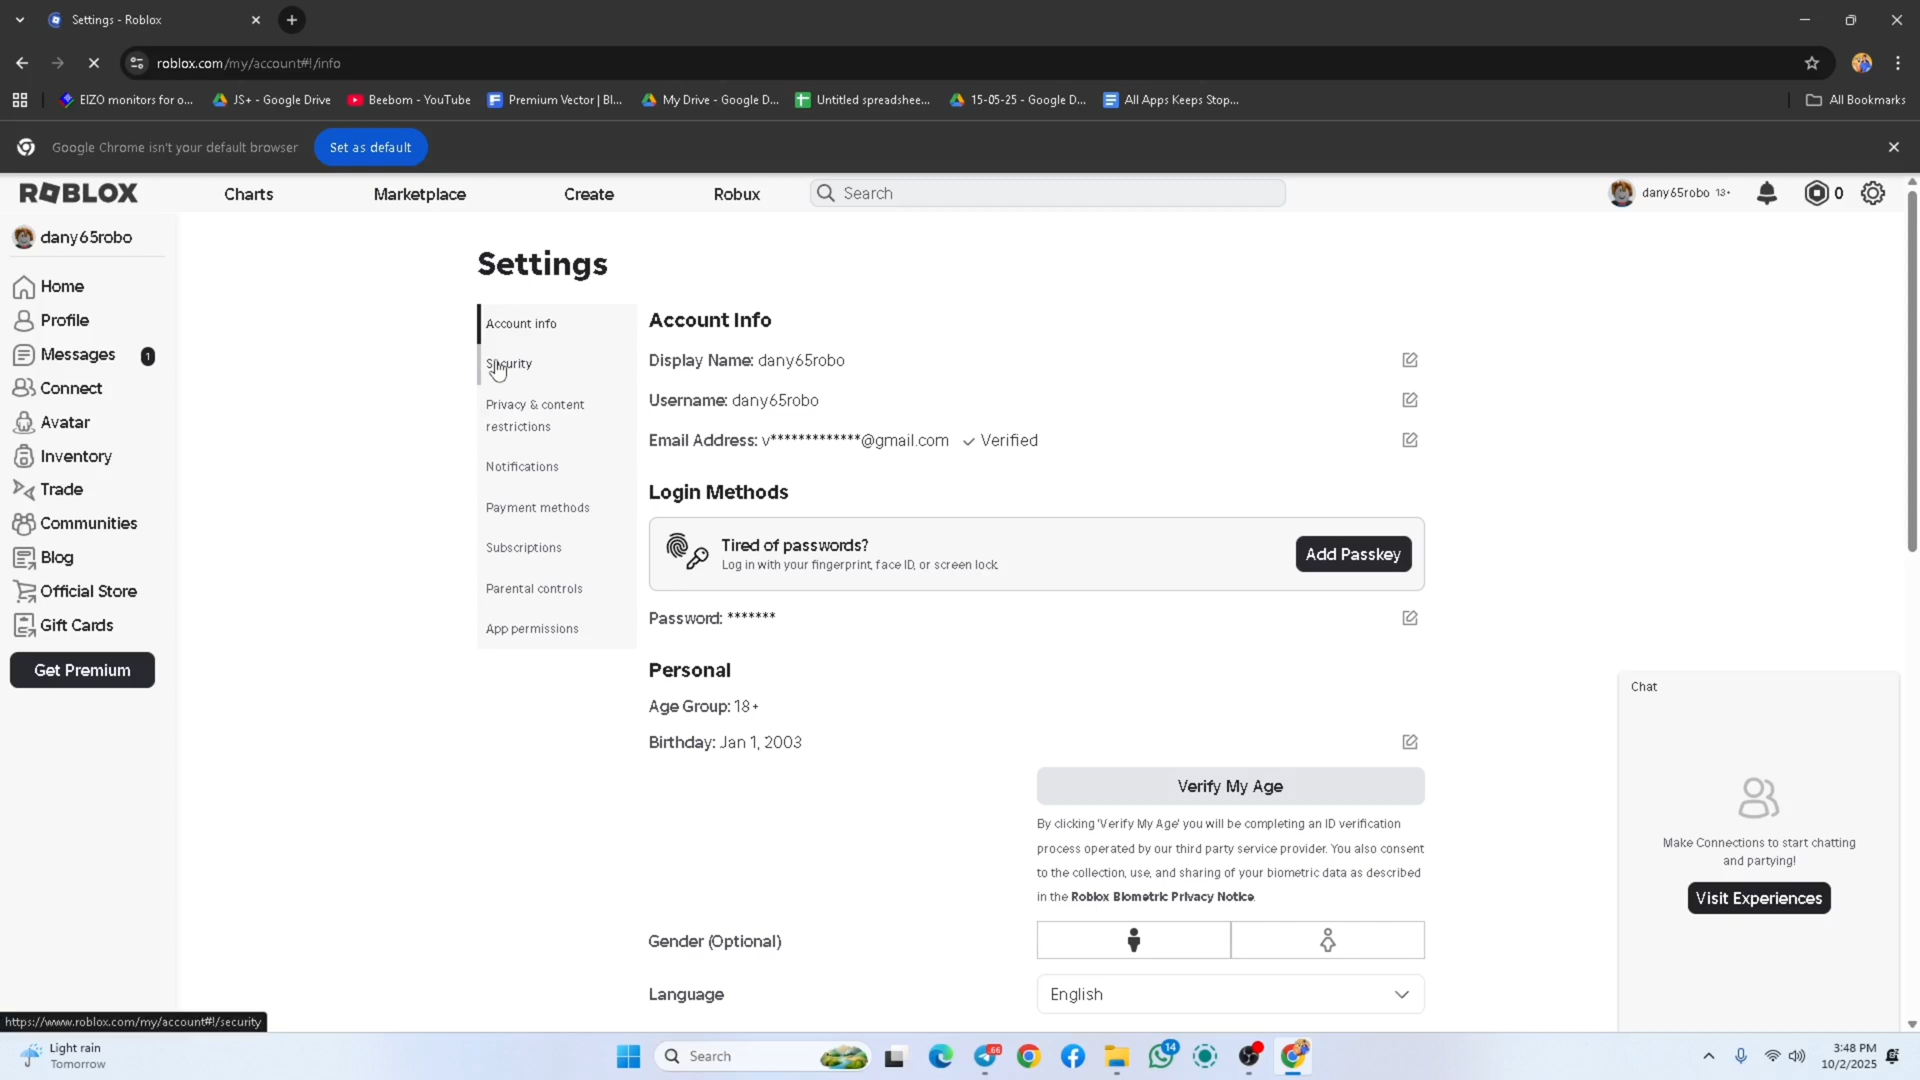 Settings - Roblox
roblox.com/my/account#!/info
EIZO monitors for o...
JS+ - Google Drive
Beebom - YouTube
Premium Vector | Bl...
My Drive - Google D...
Untitled spreadshee...
15-05-25 - Google D...
All Apps Keeps Stop...
All Bookmarks
Google Chrome isn't your default browser
Set as default
ROBLOX
Charts
Marketplace
Create
Robux
Search
dany65robo 13+
0
dany65robo
Home
Profile
Messages 1
Connect
Avatar
Inventory
Trade
Communities
Blog
Official Store
Gift Cards
Get Premium
Settings
Account info
Security
Privacy & content
restrictions
Notifications
Payment methods
Subscriptions
Parental controls
App permissions
Account Info
Display Name: dany65robo
Username: dany65robo
Email Address: v*************@gmail.com ✓ Verified
Login Methods
Tired of passwords?
Log in with your fingerprint, face ID, or screen lock.
Add Passkey
Password: *******
Personal
Age Group: 18+
Birthday: Jan 1, 2003
Verify My Age
By clicking 'Verify My Age' you will be completing an ID verification
process operated by our third party service provider. You also consent
to the collection, use, and sharing of your biometric data as described
in the Roblox Biometric Privacy Notice.
Gender (Optional)
Language
English
Chat
Make Connections to start chatting
and partying!
Visit Experiences
https://www.roblox.com/my/account#!/security
Light rain
Tomorrow
Search
66
14
3:48 PM
10/2/2025